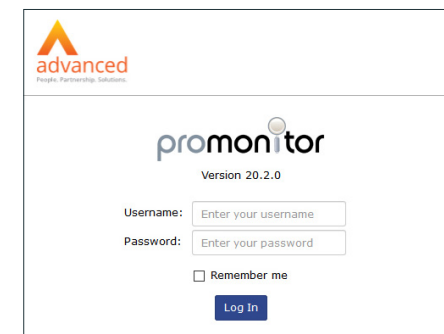 advanced
People. Partnership. Solutions.
promonitor
Version 20.2.0
Username: Enter your username
Password: Enter your password
Remember me
Log In